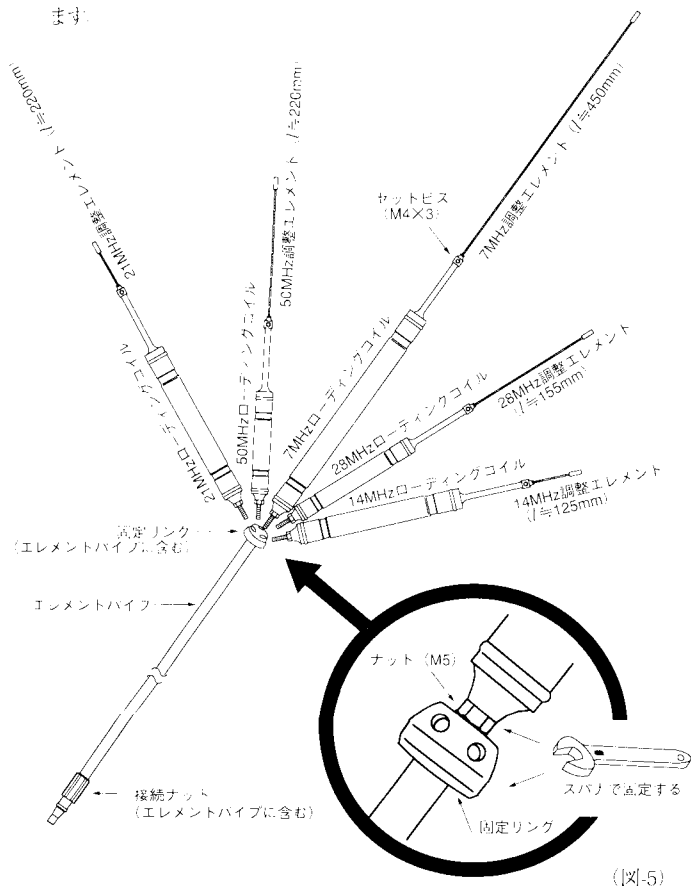 ます
21MHz調整エレメント (l≒220mm)
50MHz調整エレメント (l≒220mm)
7MHz調整エレメント (l≒450mm)
セットビス
(M4×3)
21MHzローディングコイル
50MHzローディングコイル
7MHzローディングコイル
28MHzローディングコイル
28MHz調整エレメント
(l≒155mm)
14MHzローディングコイル
14MHz調整エレメント
(l≒125mm)
固定リング
(エレメントパイプに含む)
エレメントパイプ
ナット (M5)
スパナで固定する
固定リング
接続ナット
(エレメントパイプに含む)
(図-5)